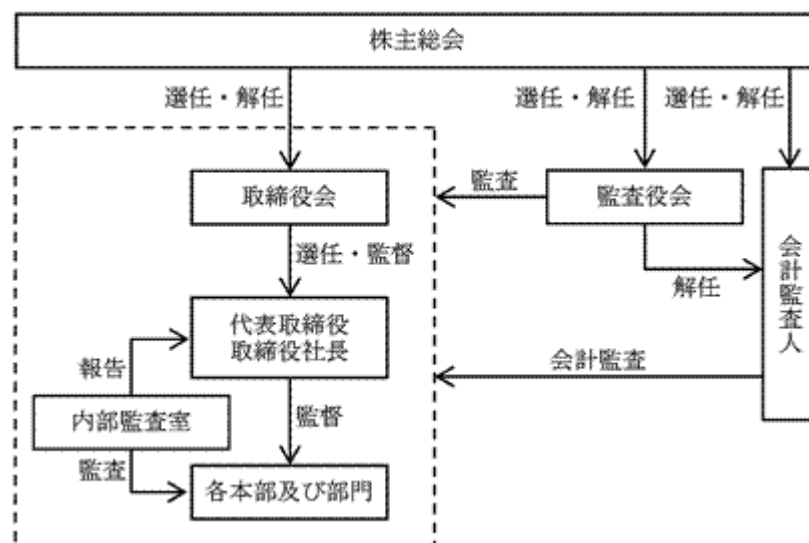 株主総会
選任・解任
選任・解任
選任・解任
取締役会
監査
監査役会
会計監査人
選任・監督
解任
代表取締役
取締役社長
報告
会計監査
内部監査室
監督
監査
各本部及び部門